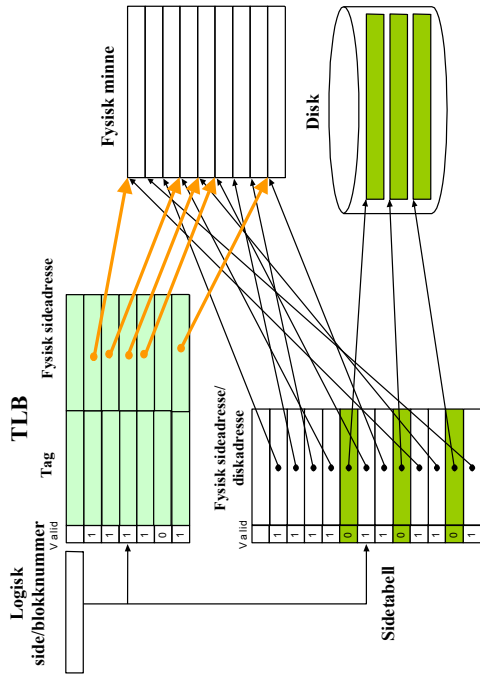 TLB
Logisk
side/blokknummer
Tag
Fysisk sideadresse
Valid
1
1
1
1
0
1
Fysisk minne
Fysisk sideadresse/
diskadresse
Valid
1
1
1
1
0
1
1
0
1
1
0
1
Disk
Sidetabell